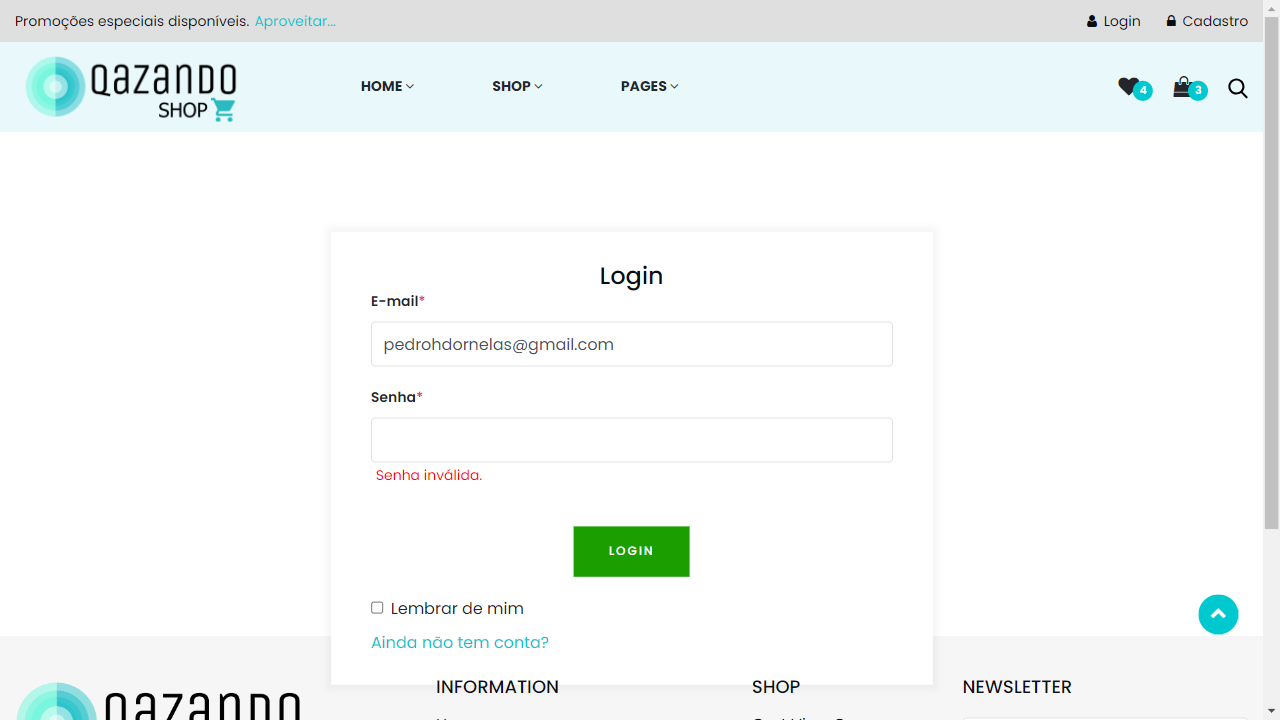 Promoções especiais disponíveis. Aproveitar...
Login
Cadastro
QAZANDO
SHOP
HOME
SHOP
PAGES
4
3
Login
E-mail*
pedrohdornelas@gmail.com
Senha*
Senha inválida.
LOGIN
Lembrar de mim
Ainda não tem conta?
QAZANDO
INFORMATION
SHOP
NEWSLETTER